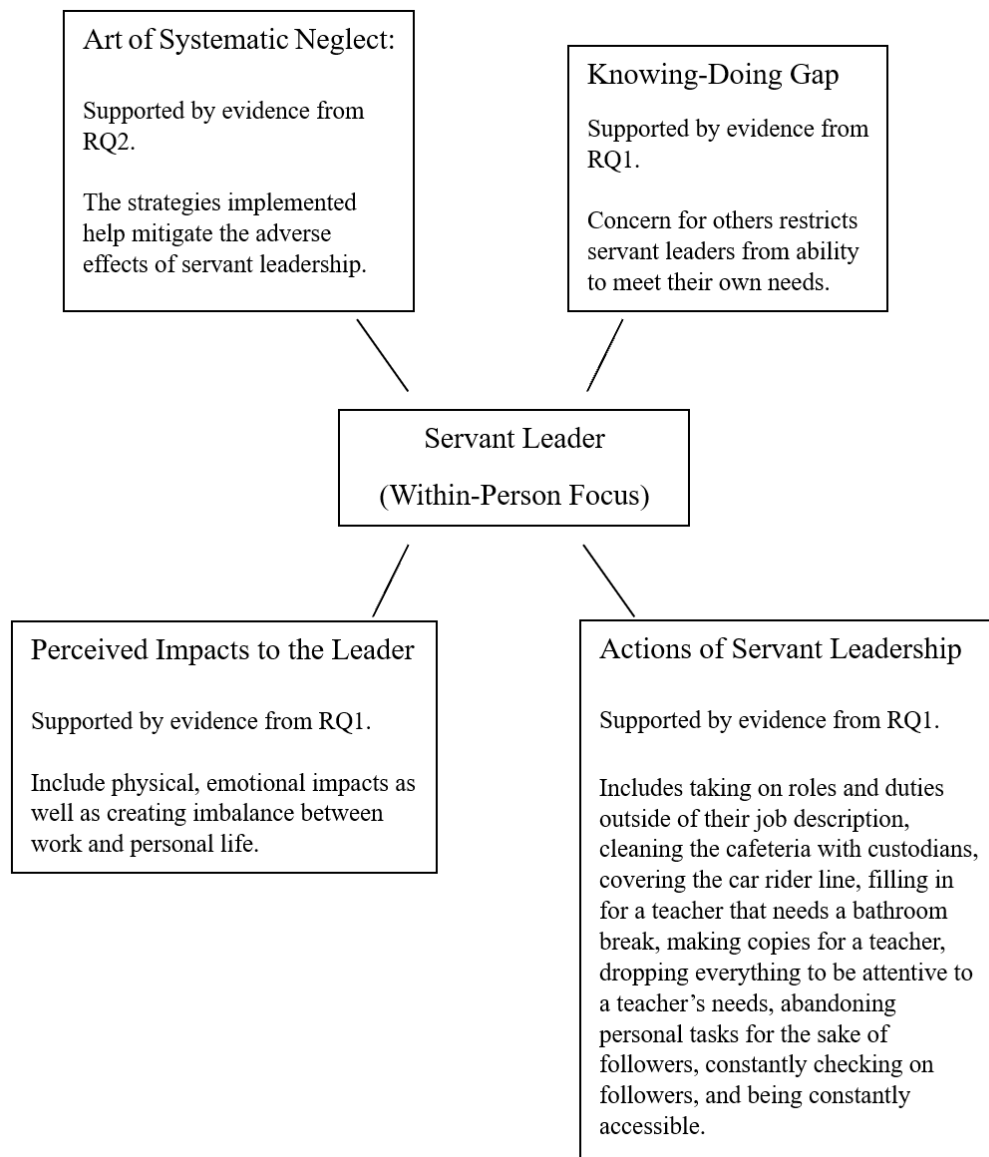 Art of Systematic Neglect:
Supported by evidence from
RQ2.
The strategies implemented
help mitigate the adverse
effects of servant leadership.
Knowing-Doing Gap
Supported by evidence from
RQ1.
Concern for others restricts
servant leaders from ability
to meet their own needs.
Servant Leader
(Within-Person Focus)
Perceived Impacts to the Leader
Supported by evidence from RQ1.
Include physical, emotional impacts as
well as creating imbalance between
work and personal life.
Actions of Servant Leadership
Supported by evidence from RQ1.
Includes taking on roles and duties
outside of their job description,
cleaning the cafeteria with custodians,
covering the car rider line, filling in
for a teacher that needs a bathroom
break, making copies for a teacher,
dropping everything to be attentive to
a teacher’s needs, abandoning
personal tasks for the sake of
followers, constantly checking on
followers, and being constantly
accessible.